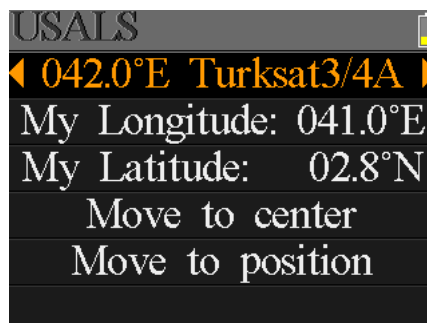 USALS
042.0°E Turksat3/4A
My Longitude: 041.0°E
My Latitude: 02.8°N
Move to center
Move to position